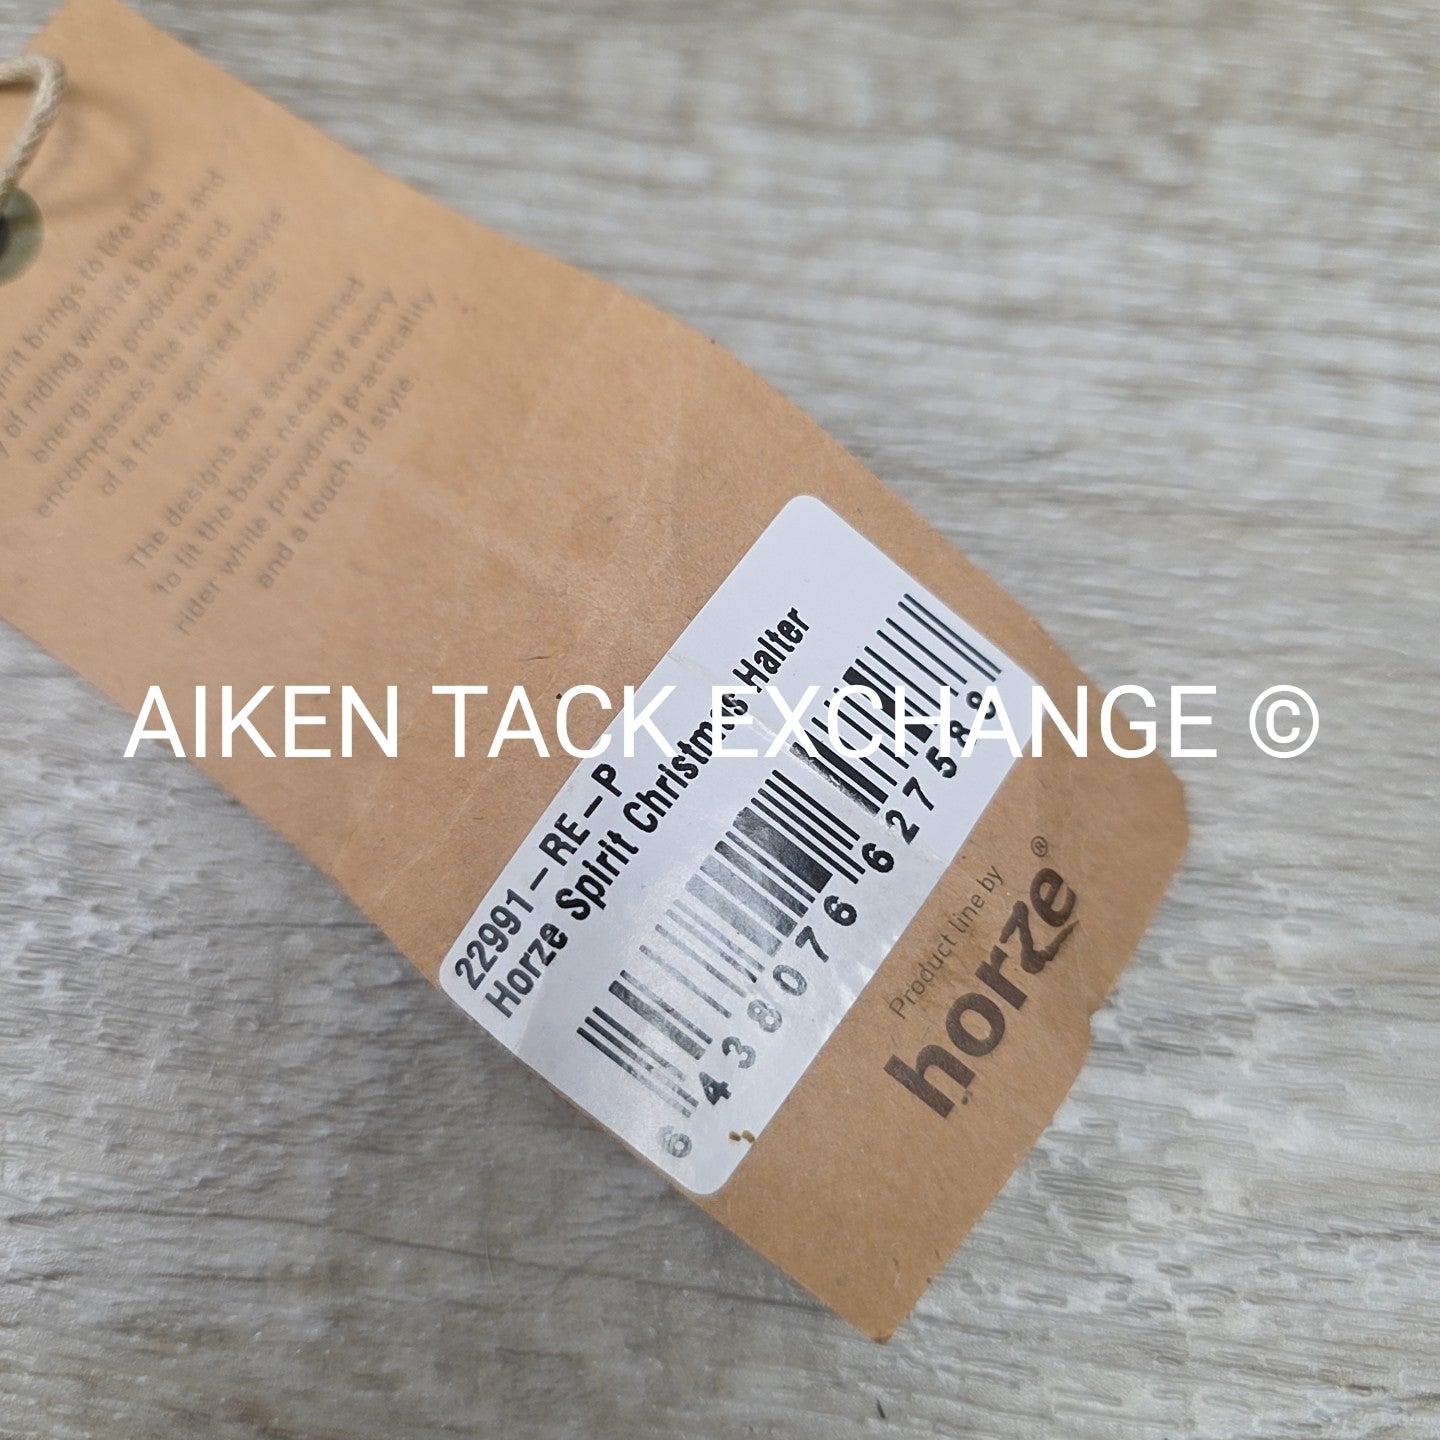 pirit brings to life the
of riding with its bright and
energising products and
encompasses the true lifestyle
of a free-spirited rider
The designs are streamlined
to fit the basic needs of every
rider while providing practicality
and a touch of style.
AIKEN TACK EXCHANGE ©
22991-RE-P
Horze Spirit Christmas Halter
6 438076 627588
Product line by
horze®